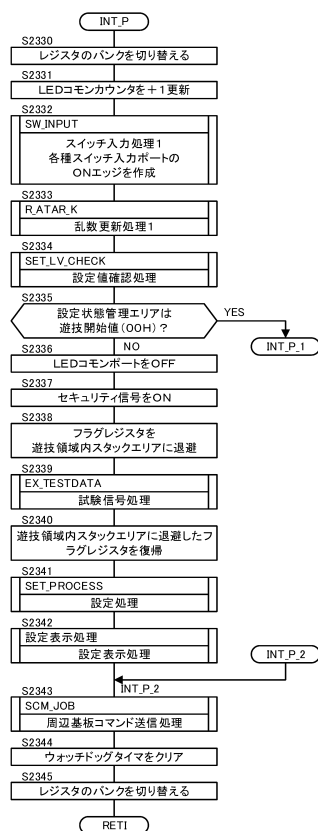 INT_P
S2330
レジスタのバンクを切り替える
S2331
LEDコモンカウンタを+1更新
S2332
SW_INPUT
スイッチ入力処理1
各種スイッチ入力ポートの
ONエッジを作成
S2333
R_ATAR_K
乱数更新処理1
S2334
SET_LV_CHECK
設定値確認処理
S2335
設定状態管理エリアは
遊技開始値(00H)?
YES
INT_P_1
NO
S2336
LEDコモンポートをOFF
S2337
セキュリティ信号をON
S2338
フラグレジスタを
遊技領域内スタックエリアに退避
S2339
EX_TESTDATA
試験信号処理
S2340
遊技領域内スタックエリアに退避したフ
ラグレジスタを復帰
S2341
SET_PROCESS
設定処理
S2342
設定表示処理
設定表示処理
INT_P_2
INT_P_2
S2343
SCM_JOB
周辺基板コマンド送信処理
S2344
ウォッチドッグタイマをクリア
S2345
レジスタのバンクを切り替える
RETI